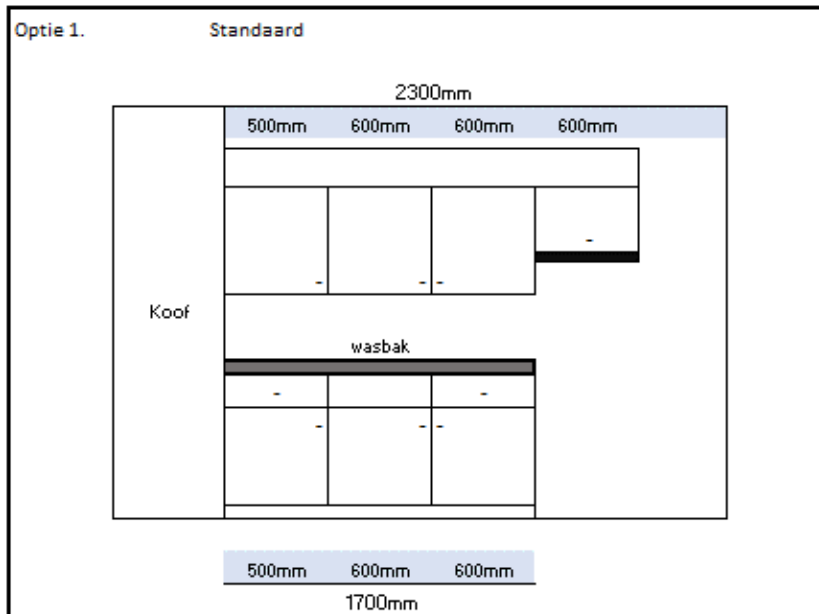 Optie 1. Standaard
2300mm
500mm 600mm 600mm 600mm
-
- - -
Koof
wasbak
- -
- - -
500mm 600mm 600mm
1700mm